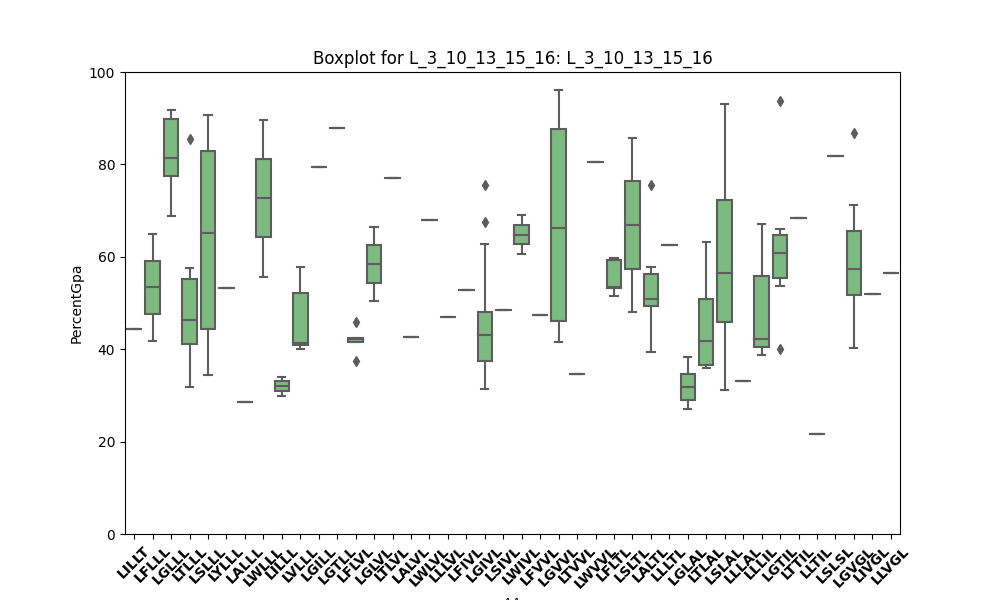 Boxplot for L_3_10_13_15_16: L_3_10_13_15_16
PercentGpa
100
80
60
40
20
0
LILLT
LFLLL
LGLLL
LTLLL
LSLLL
LYLLL
LALLL
LWLLL
LILLL
LVLLL
LGILL
LGTLL
LFLVL
LGLVL
LTLVL
LALVL
LWLVL
LLLVL
LFIVL
LGIVL
LSIVL
LWIVL
LFVVL
LGVVL
LTVVL
LWVVL
LFLTL
LSLTL
LALTL
LLLTL
LGLAL
LTLAL
LSLAL
LLLAL
LLLIL
LGTIL
LTTIL
LLTIL
LSLSL
LGVGL
LIVGL
LLVGL